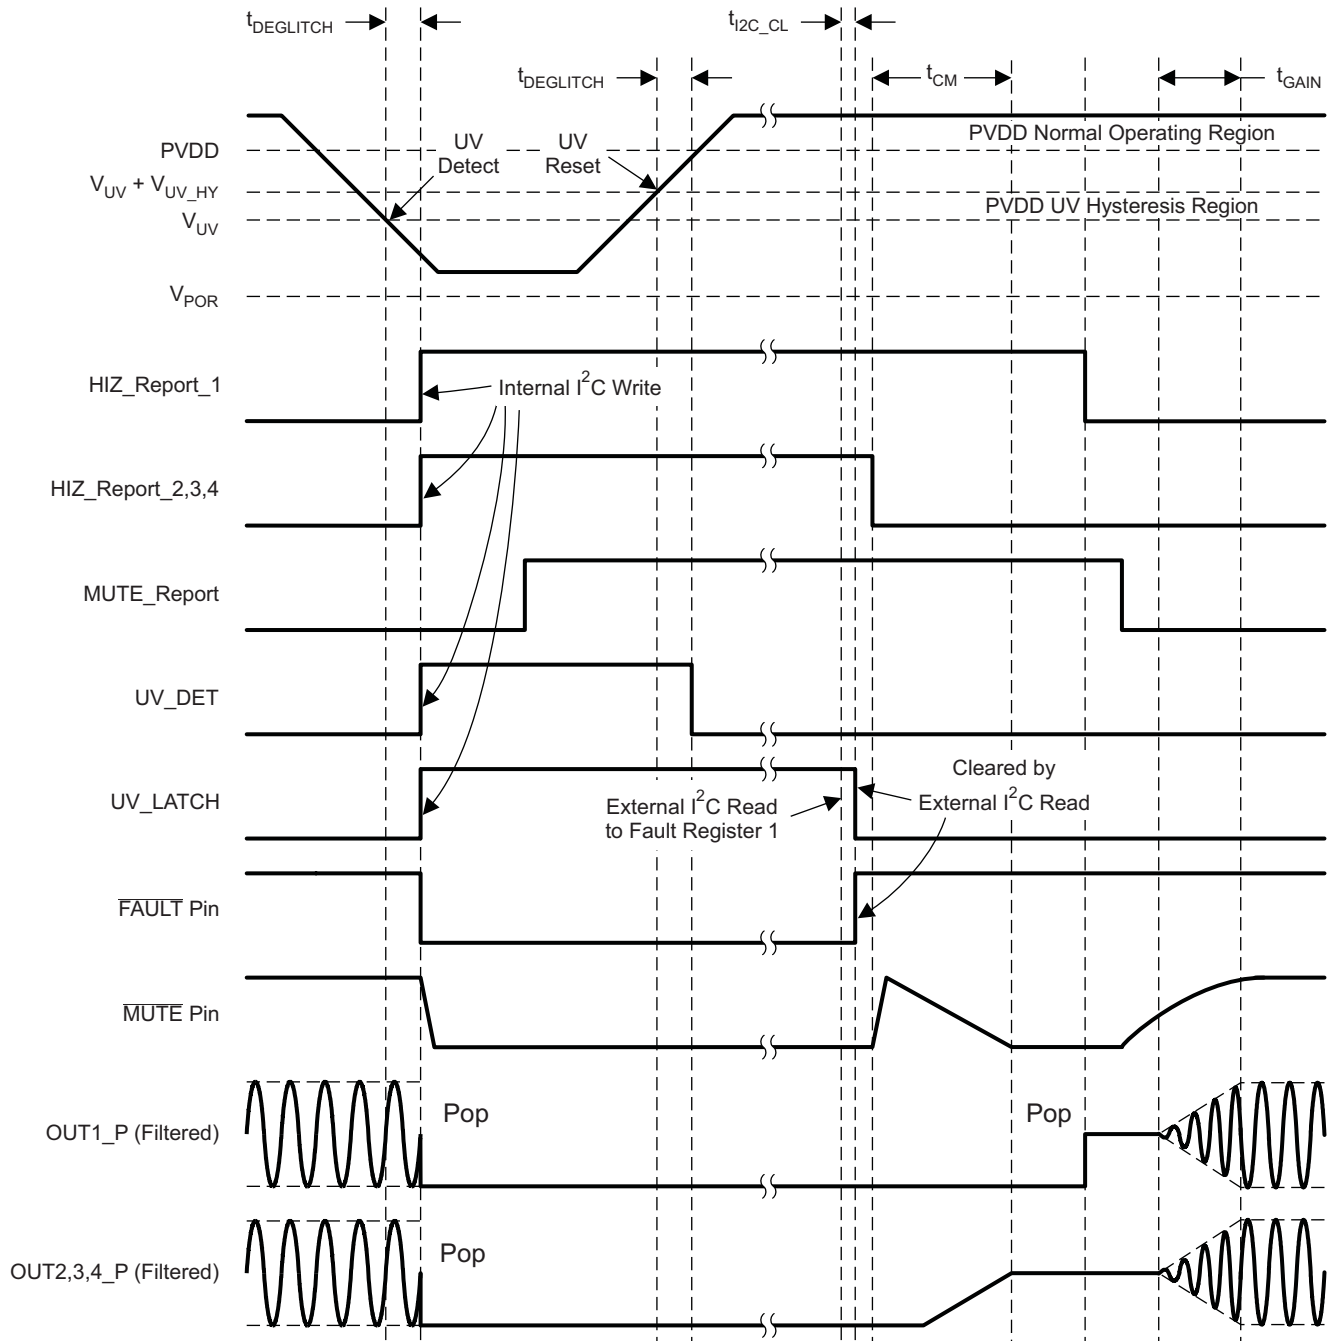 tDEGLITCH
tI2C_CL
tDEGLITCH
tCM
tGAIN
PVDD Normal Operating Region
PVDD
UV
Detect
UV
Reset
VUV + VUV_HY
PVDD UV Hysteresis Region
VUV
VPOR
HIZ_Report_1
Internal I2C Write
HIZ_Report_2,3,4
MUTE_Report
UV_DET
UV_LATCH
External I2C Read
to Fault Register 1
Cleared by
External I2C Read
FAULT Pin
MUTE Pin
OUT1_P (Filtered)
Pop
Pop
OUT2,3,4_P (Filtered)
Pop